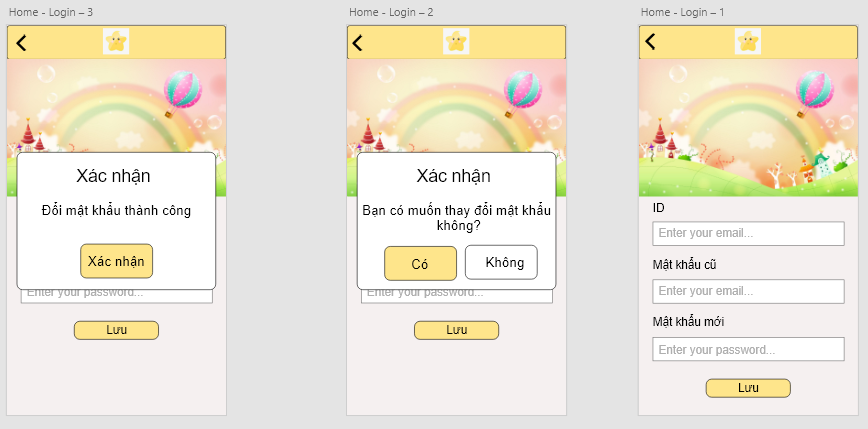 Home - Login – 3
Xác nhận
Đổi mật khẩu thành công
Xác nhận
Enter your password...
Lưu
Home - Login – 2
Xác nhận
Bạn có muốn thay đổi mật khẩu
không?
Có
Không
Enter your password...
Lưu
Home - Login – 1
ID
Enter your email...
Mật khẩu cũ
Enter your email...
Mật khẩu mới
Enter your password...
Lưu